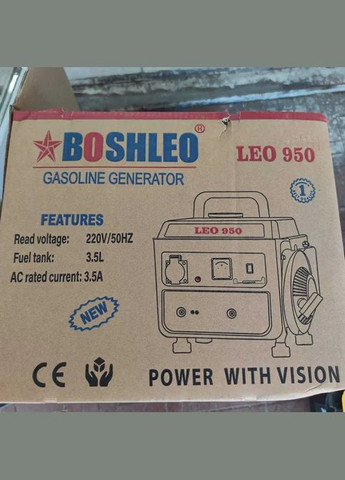 BOSHLEO®
LEO 950
GASOLINE GENERATOR
1
FEATURES
Read voltage: 220V/50HZ
Fuel tank: 3.5L
AC rated current: 3.5A
LEO 950
NEW
CE
POWER WITH VISION